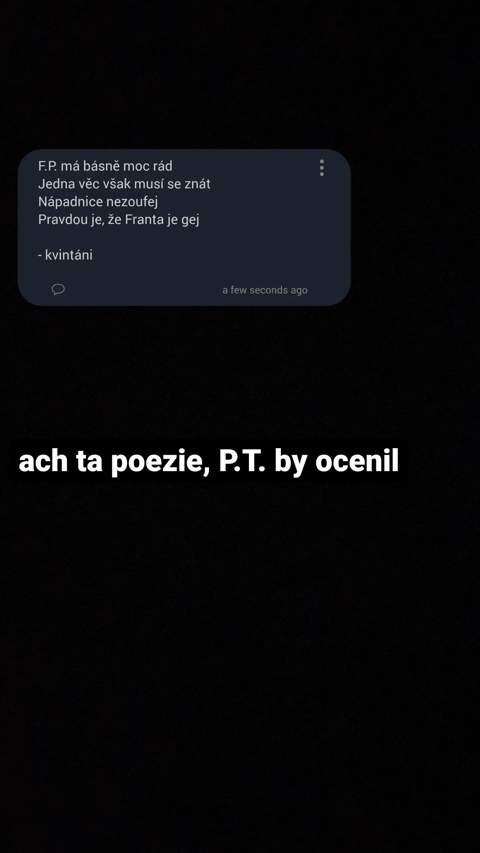 F.P. má básně moc rád
Jedna věc však musí se znát
Nápadnice nezoufej
Pravdou je, že Franta je gej
- kvintáni
a few seconds ago
ach ta poezie, P.T. by ocenil